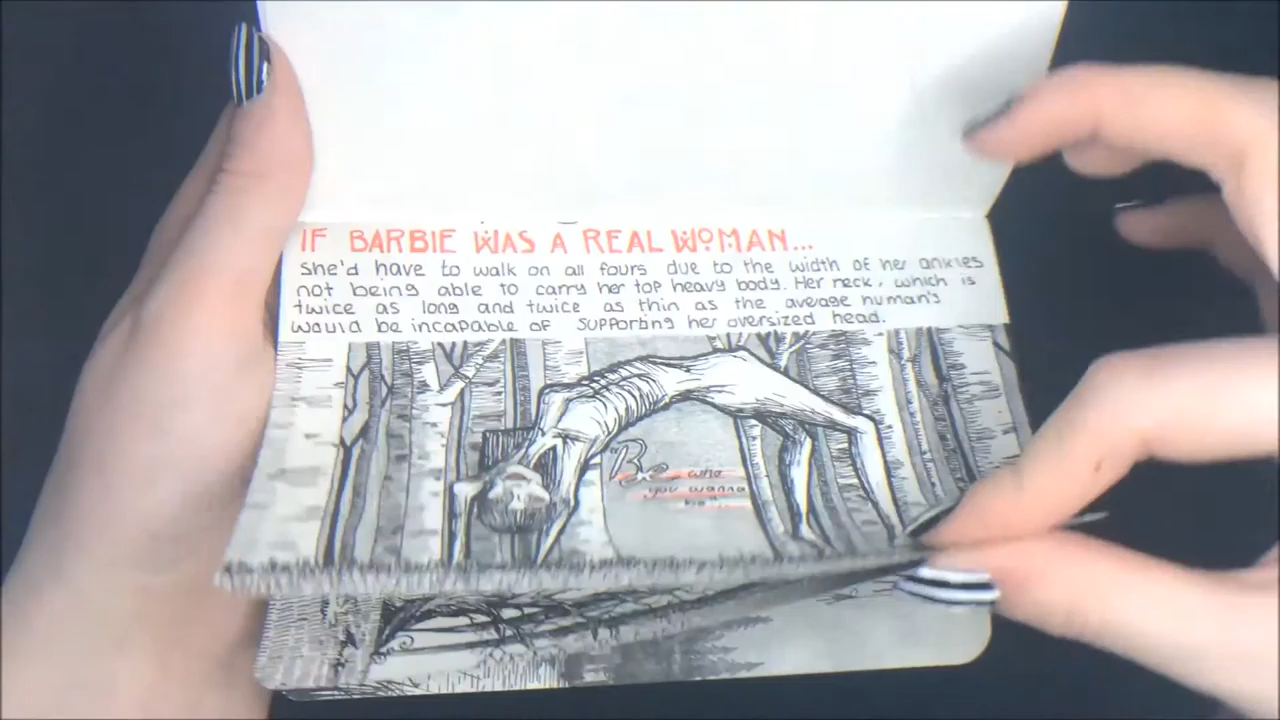 IF BARBIE WAS A REAL WOMAN...
She'd have to walk on all fours due to the width of her ankles
not being able to carry her top heavy body. Her neck, which is
twice as long and twice as thin as the average human's
would be incapable of supporting her oversized head.
"Be who
you wanna
be"